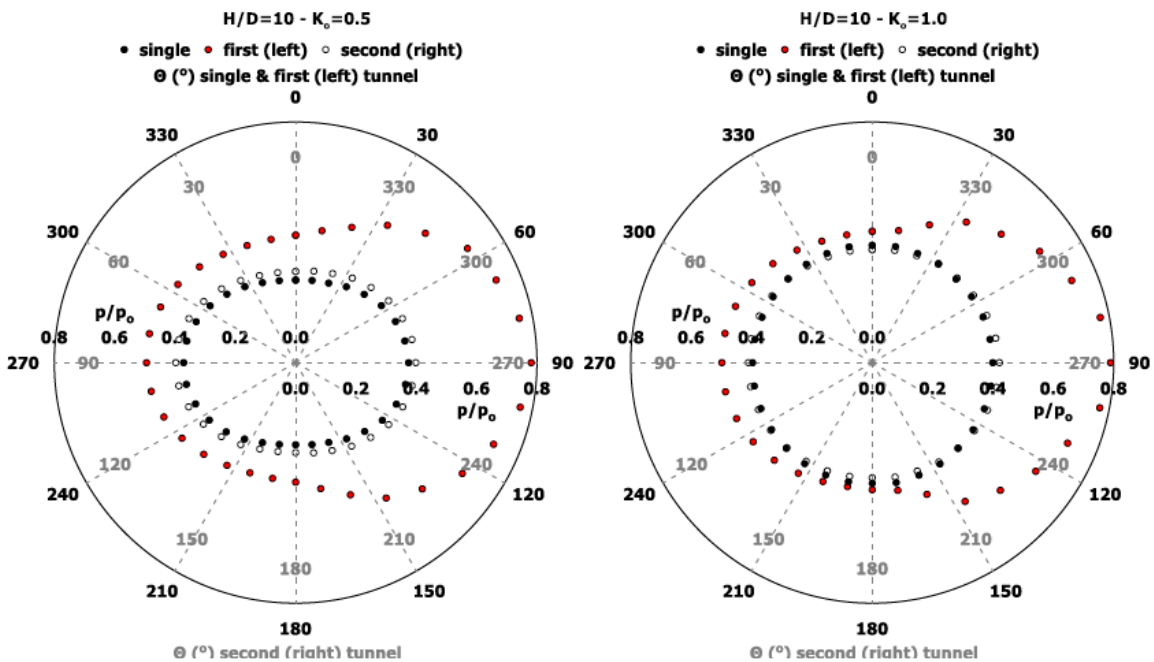 H/D=10 - Kₒ=0.5
● single ● first (left) ○ second (right)
Θ (°) single & first (left) tunnel
0
330 30
0
30 330
300 60
60 300
p/pₒ
0.8 0.6 0.4 0.2 0.0
270 90 270 90
0.0 0.2 0.4 0.6 0.8
p/pₒ
120 240
240 120
150 210
180
210 150
180
Θ (°) second (right) tunnel
H/D=10 - Kₒ=1.0
● single ● first (left) ○ second (right)
Θ (°) single & first (left) tunnel
0
330 30
0
30 330
300 60
60 300
p/pₒ
0.8 0.6 0.4 0.2 0.0
270 90 270 90
0.0 0.2 0.4 0.6 0.8
p/pₒ
120 240
240 120
150 210
180
210 150
180
Θ (°) second (right) tunnel